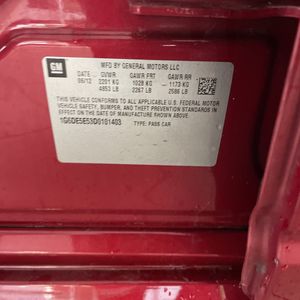 GM
MFD BY GENERAL MOTORS LLC
DATE GVWR GAWR FRT GAWR RR
06/12 2201 KG 1028 KG 1173 KG
4853 LB 2267 LB 2586 LB
THIS VEHICLE CONFORMS TO ALL APPLICABLE U.S. FEDERAL MOTOR VEHICLE
SAFETY, BUMPER, AND THEFT PREVENTION STANDARDS IN
EFFECT ON THE DATE OF MANUFACTURE SHOWN ABOVE.
1G6DE5E53D0101403 TYPE: PASS CAR